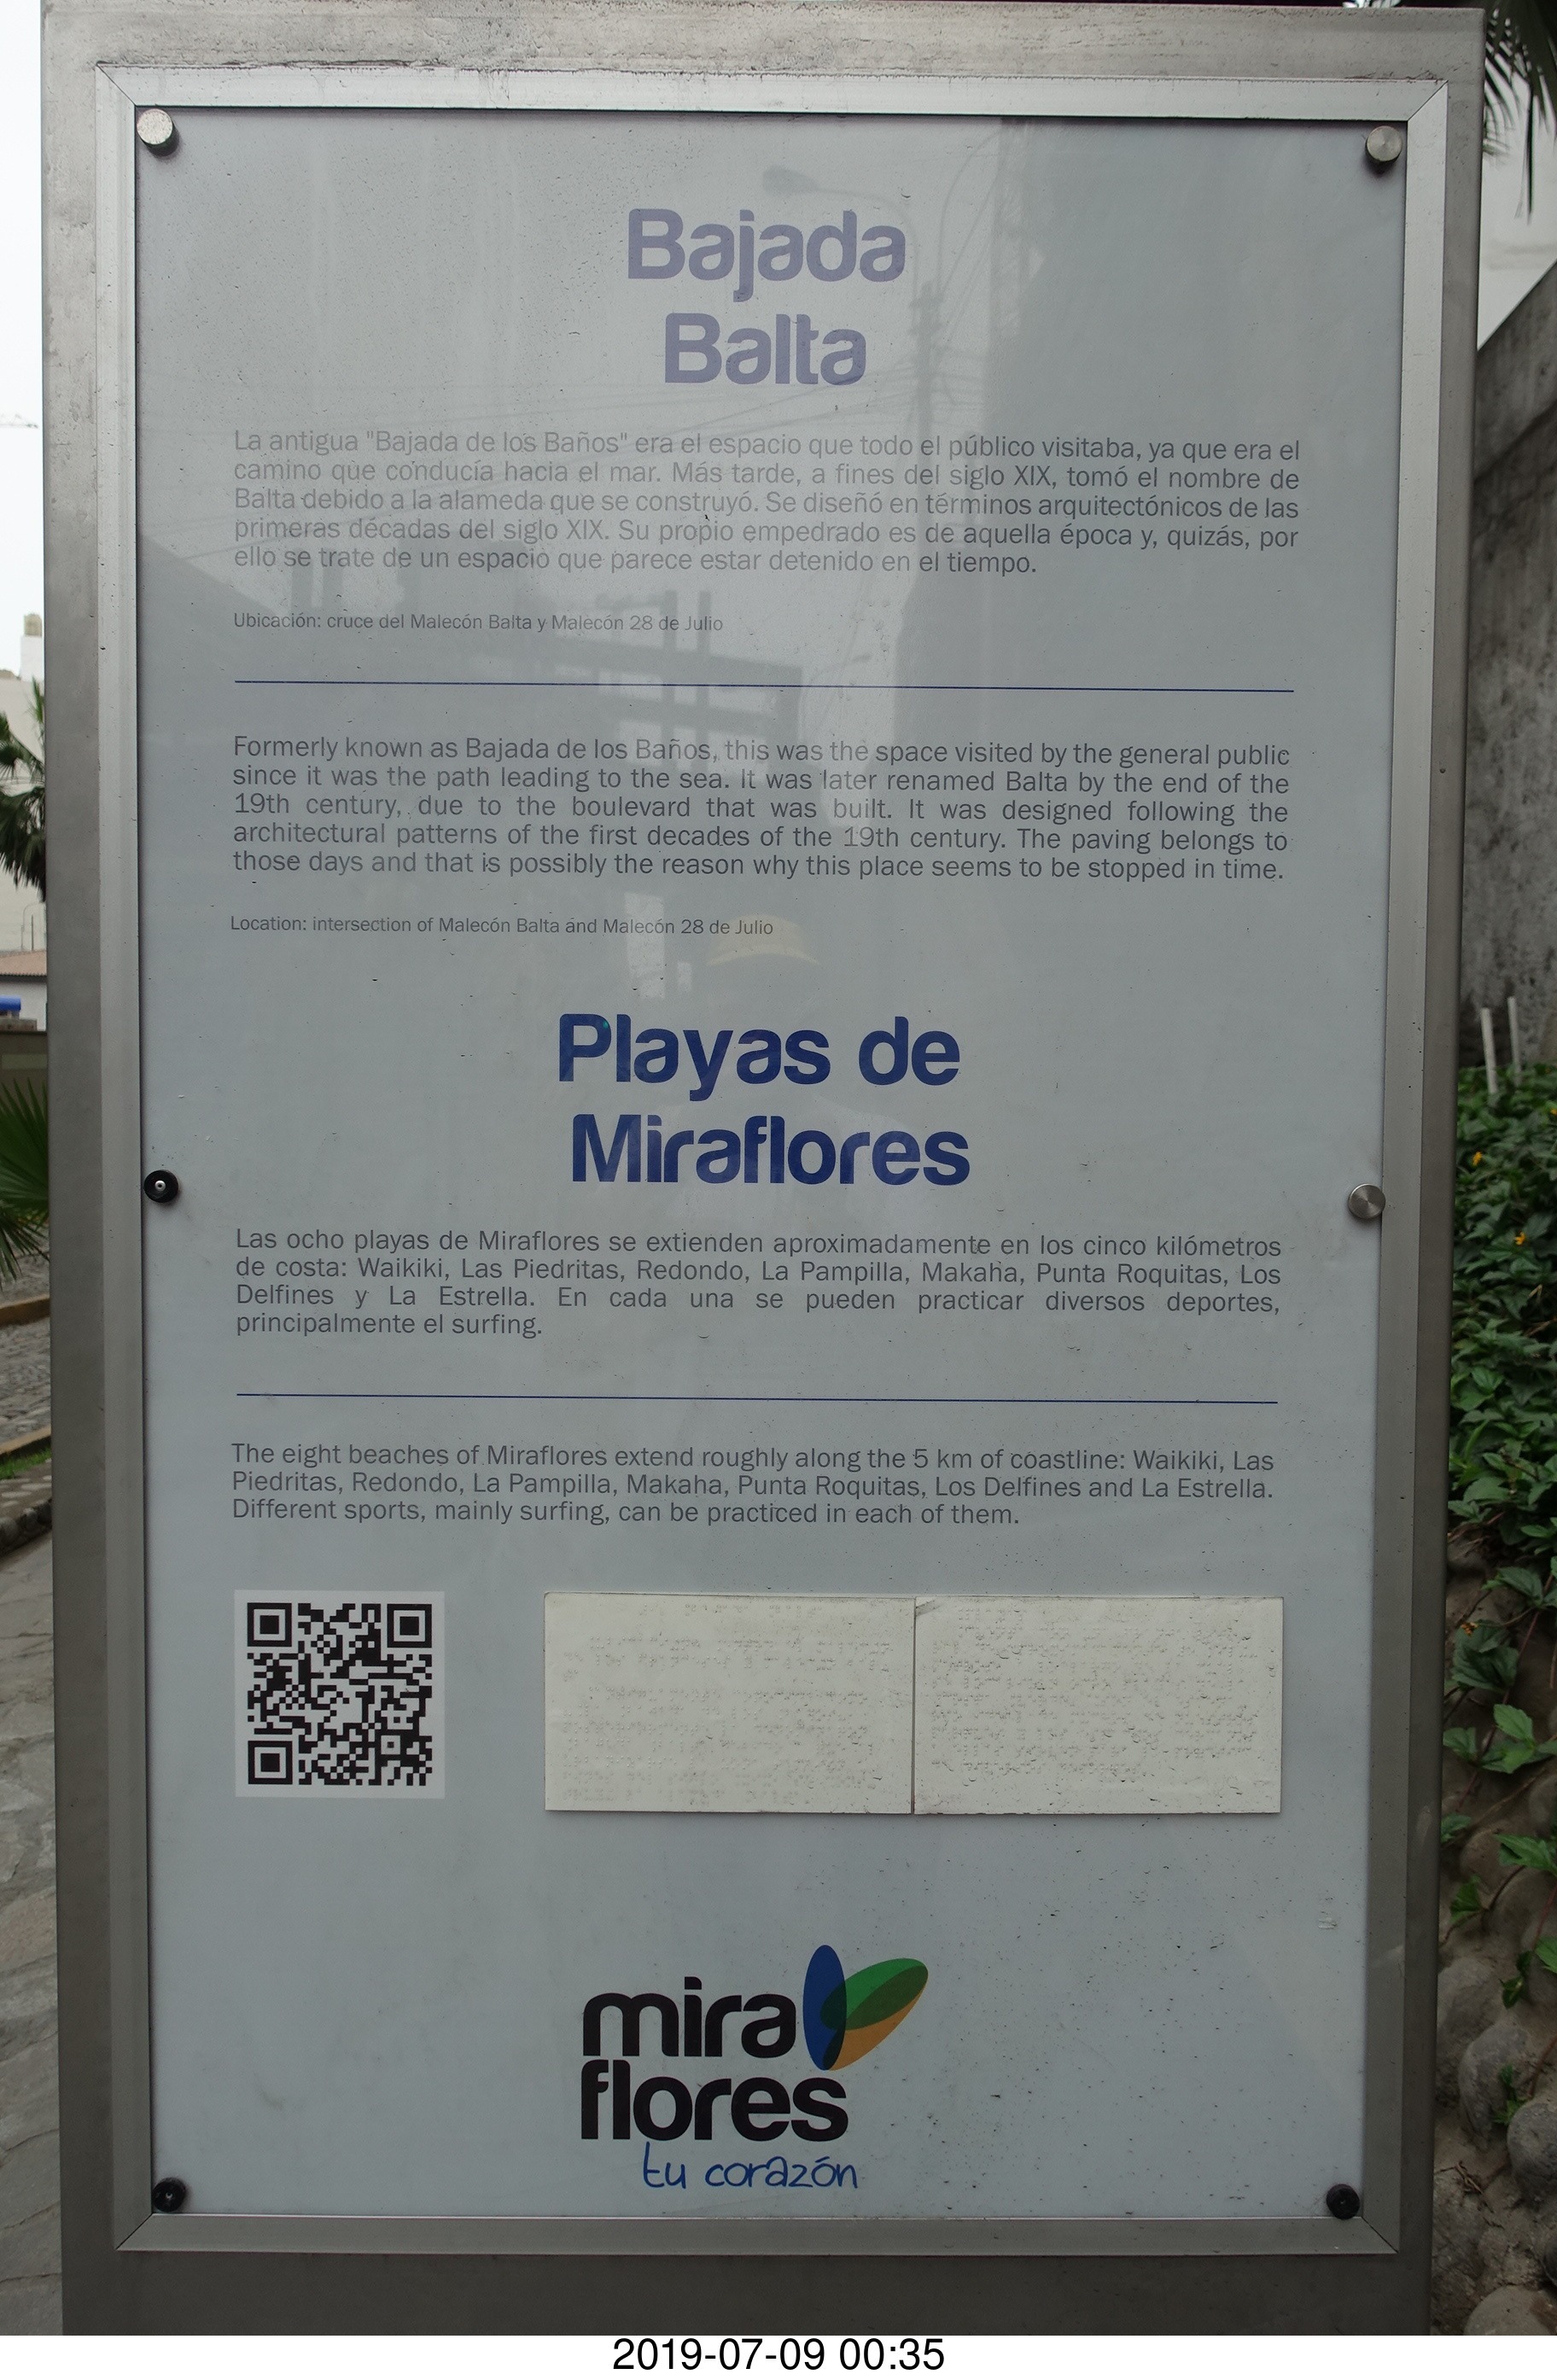 Bajada
Balta
La antigua "Bajada de los Baños" era el espacio que todo el público visitaba, ya que era el
camino que conducía hacia el mar. Más tarde, a fines del siglo XIX, tomó el nombre de
Balta debido a la alameda que se construyó. Se diseñó en términos arquitectónicos de las
primeras décadas del siglo XIX. Su propio empedrado es de aquella época y, quizás, por
ello se trate de un espacio que parece estar detenido en el tiempo.
Ubicación: cruce del Malecón Balta y Malecón 28 de Julio
Formerly known as Bajada de los Baños, this was the space visited by the general public
since it was the path leading to the sea. It was later renamed Balta by the end of the
19th century, due to the boulevard that was built. It was designed following the
architectural patterns of the first decades of the 19th century. The paving belongs to
those days and that is possibly the reason why this place seems to be stopped in time.
Location: intersection of Malecón Balta and Malecón 28 de Julio
Playas de
Miraflores
Las ocho playas de Miraflores se extienden aproximadamente en los cinco kilómetros
de costa: Waikiki, Las Piedritas, Redondo, La Pampilla, Makaha, Punta Roquitas, Los
Delfines y La Estrella. En cada una se pueden practicar diversos deportes,
principalmente el surfing.
The eight beaches of Miraflores extend roughly along the 5 km of coastline: Waikiki, Las
Piedritas, Redondo, La Pampilla, Makaha, Punta Roquitas, Los Delfines and La Estrella.
Different sports, mainly surfing, can be practiced in each of them.
mira
flores
tu corazón
2019-07-09 00:35